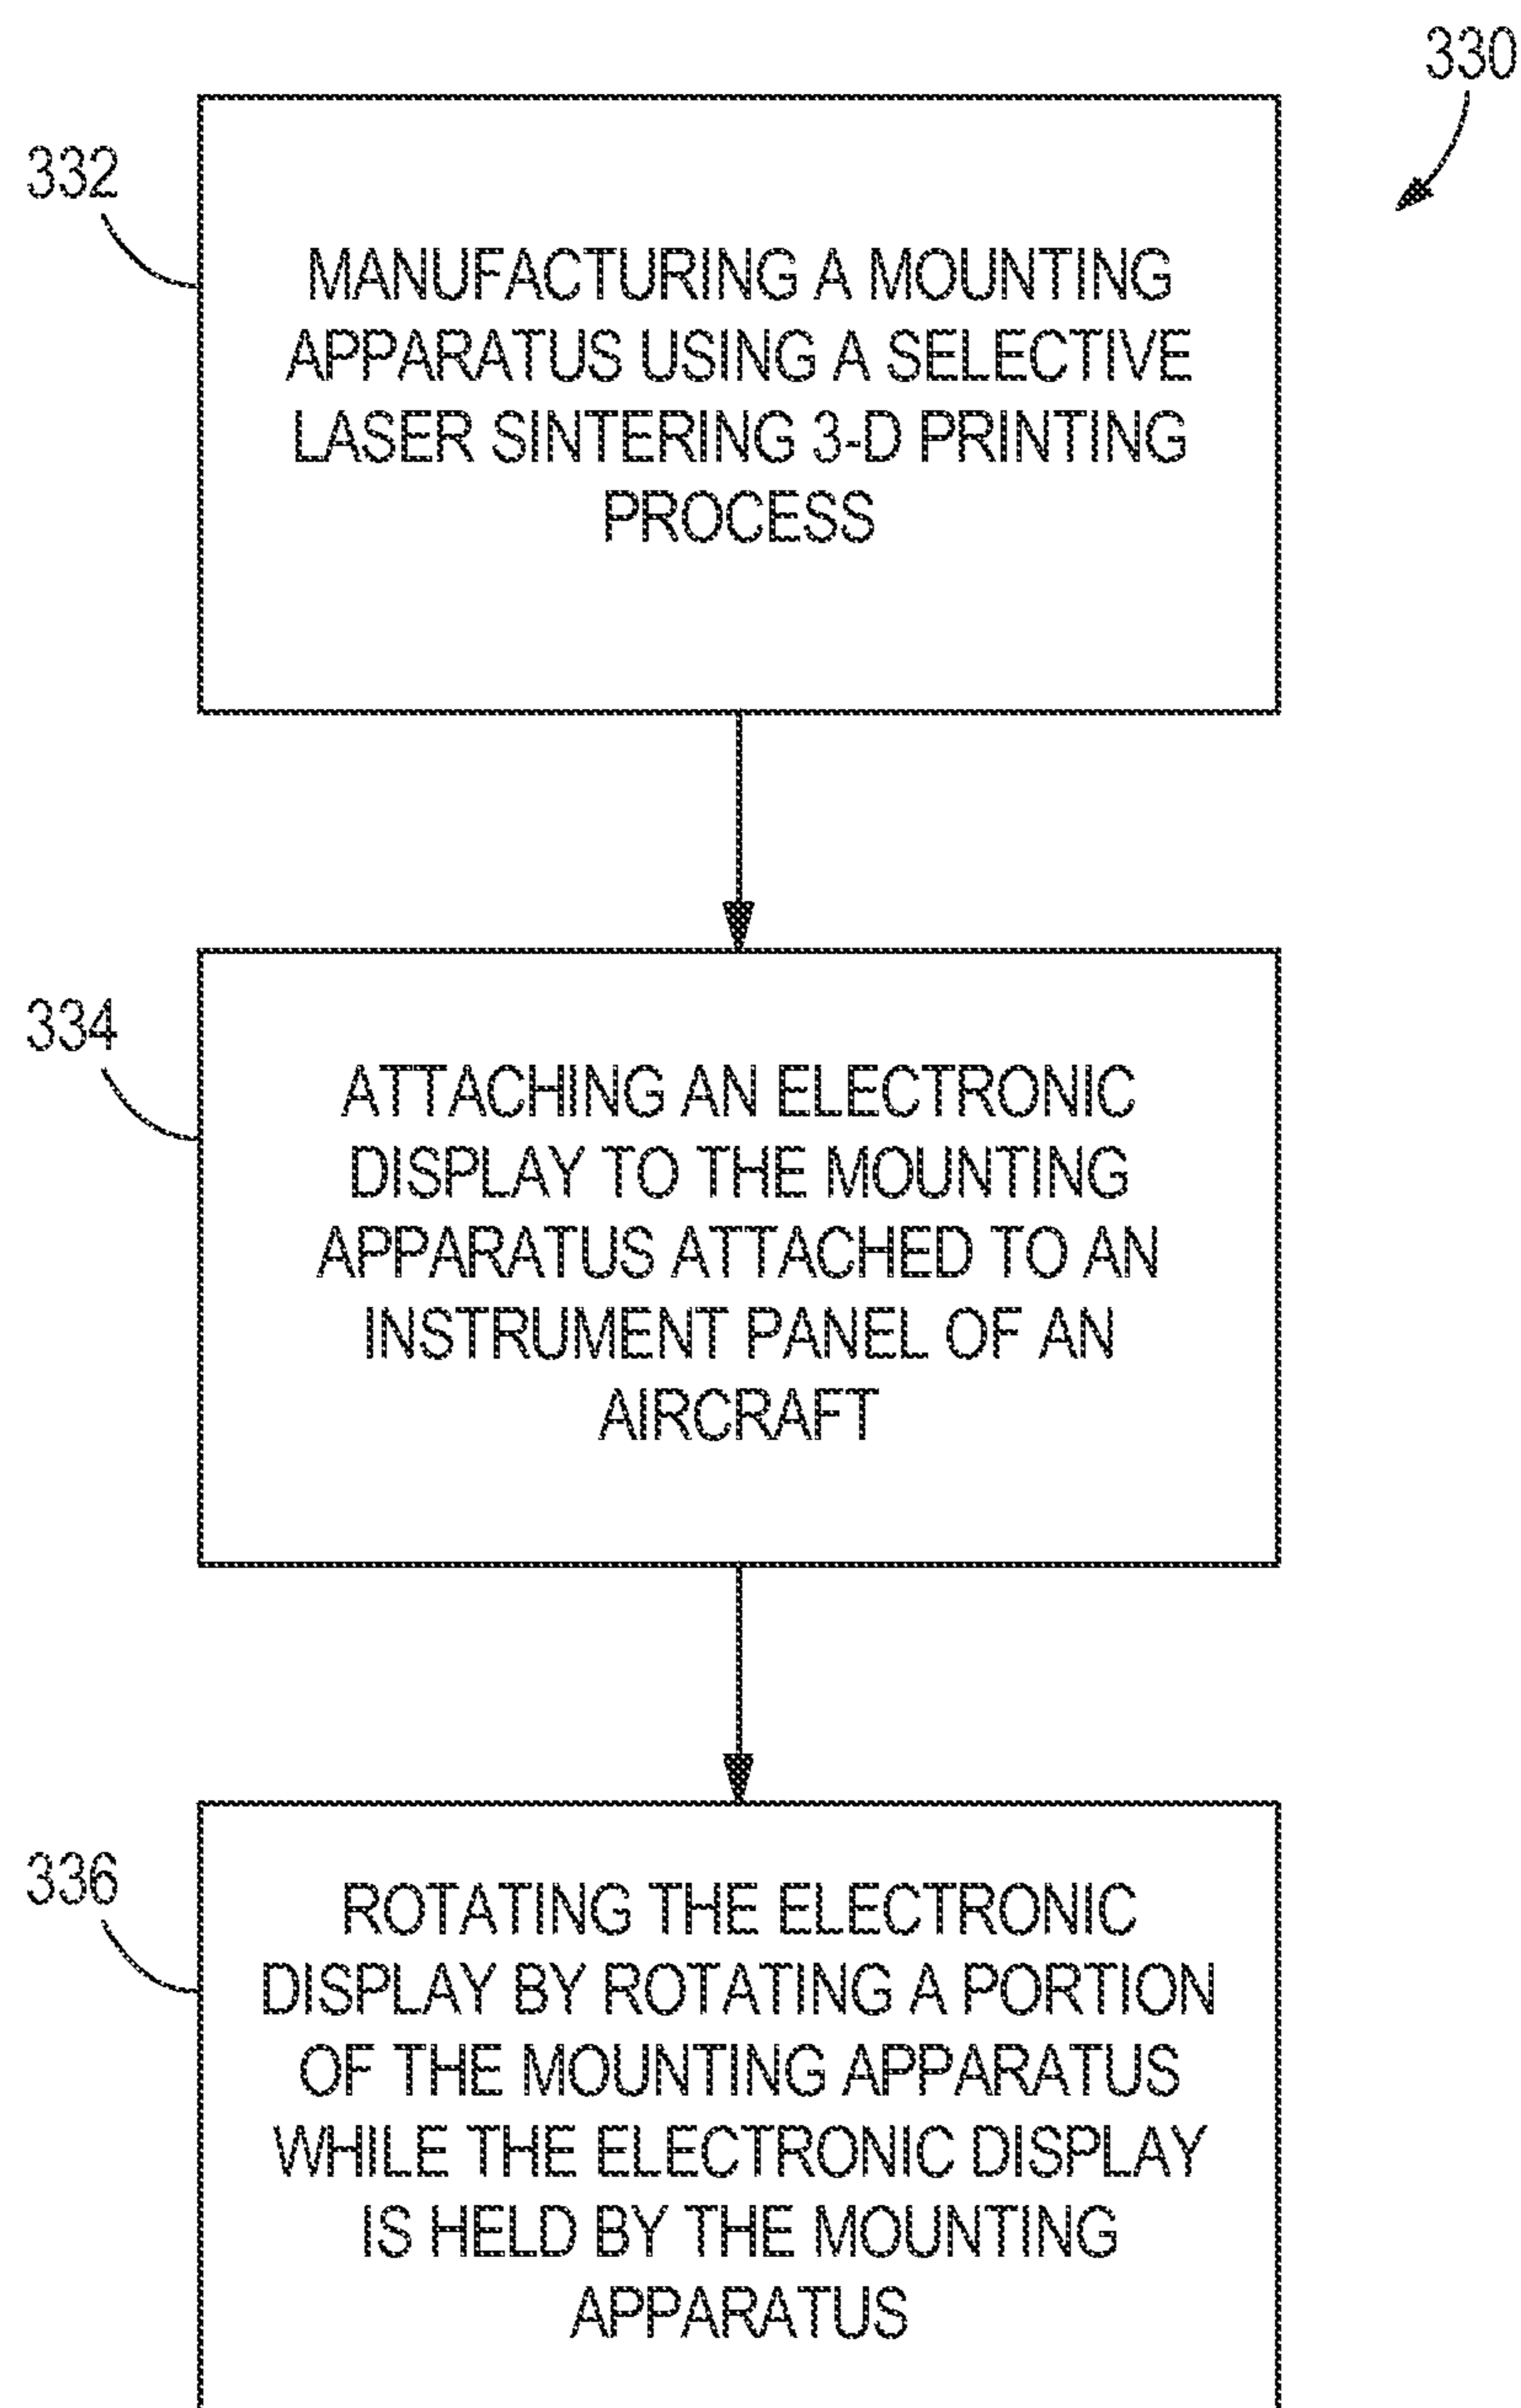 330
332
MANUFACTURING A MOUNTING
APPARATUS USING A SELECTIVE
LASER SINTERING 3-D PRINTING
PROCESS
334
ATTACHING AN ELECTRONIC
DISPLAY TO THE MOUNTING
APPARATUS ATTACHED TO AN
INSTRUMENT PANEL OF AN
AIRCRAFT
336
ROTATING THE ELECTRONIC
DISPLAY BY ROTATING A PORTION
OF THE MOUNTING APPARATUS
WHILE THE ELECTRONIC DISPLAY
IS HELD BY THE MOUNTING
APPARATUS